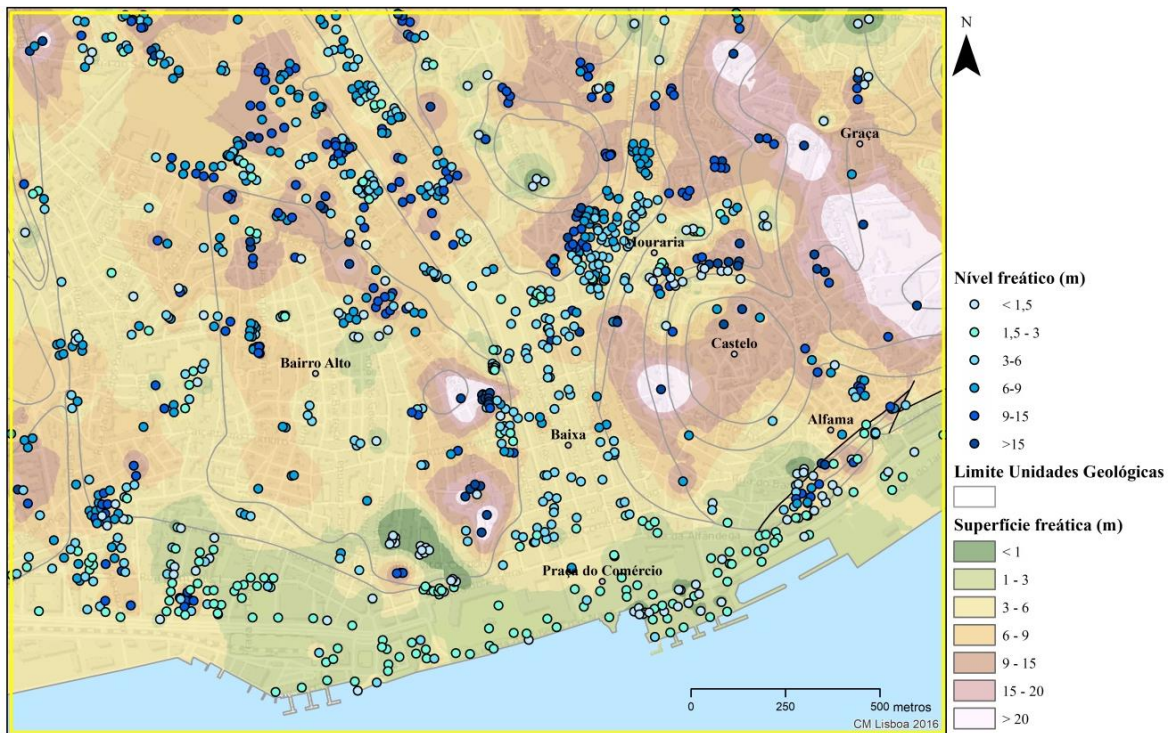 N
Graça
Mouraria
Castelo
Bairro Alto
Alfama
Baixa
Praça do Comércio
0 250 500 metros
CM Lisboa 2016
Nível freático (m)
< 1,5
1,5 - 3
3-6
6-9
9-15
>15
Limite Unidades Geológicas
Superfície freática (m)
< 1
1 - 3
3 - 6
6 - 9
9 - 15
15 - 20
> 20